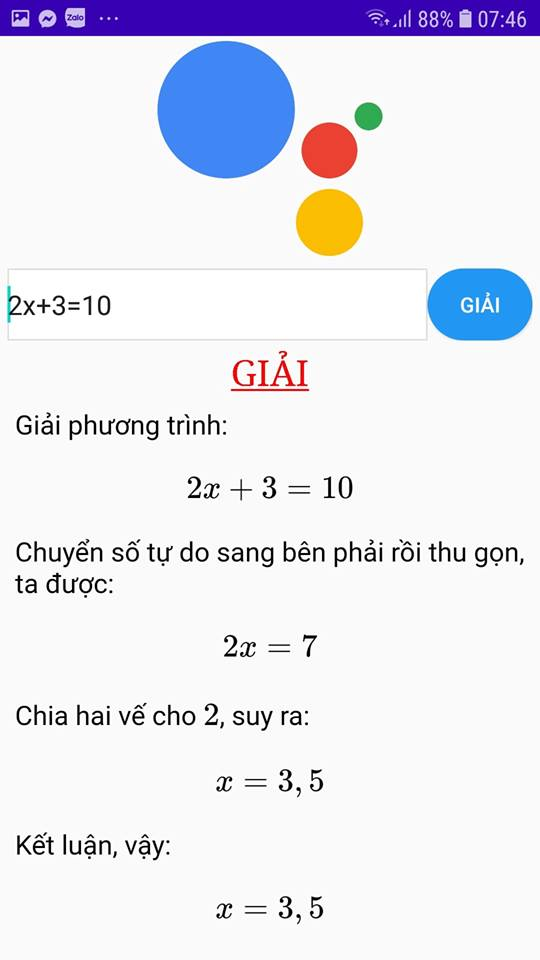 Zalo ... 88% 07:46
2x+3=10 GIẢI
GIẢI
Giải phương trình:
2x + 3 = 10
Chuyển số tự do sang bên phải rồi thu gọn,
ta được:
2x = 7
Chia hai vế cho 2, suy ra:
x = 3, 5
Kết luận, vậy:
x = 3, 5